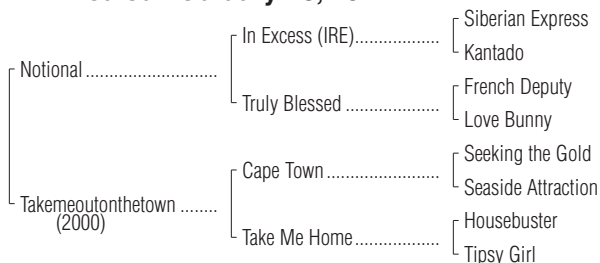 Siberian Express
In Excess (IRE)...................
Kantado
Notional .............................
French Deputy
Truly Blessed .....................
Love Bunny
Seeking the Gold
Cape Town .........................
Seaside Attraction
Takemeoutonthetown ........
(2000)
Housebuster
Take Me Home...................
Tipsy Girl